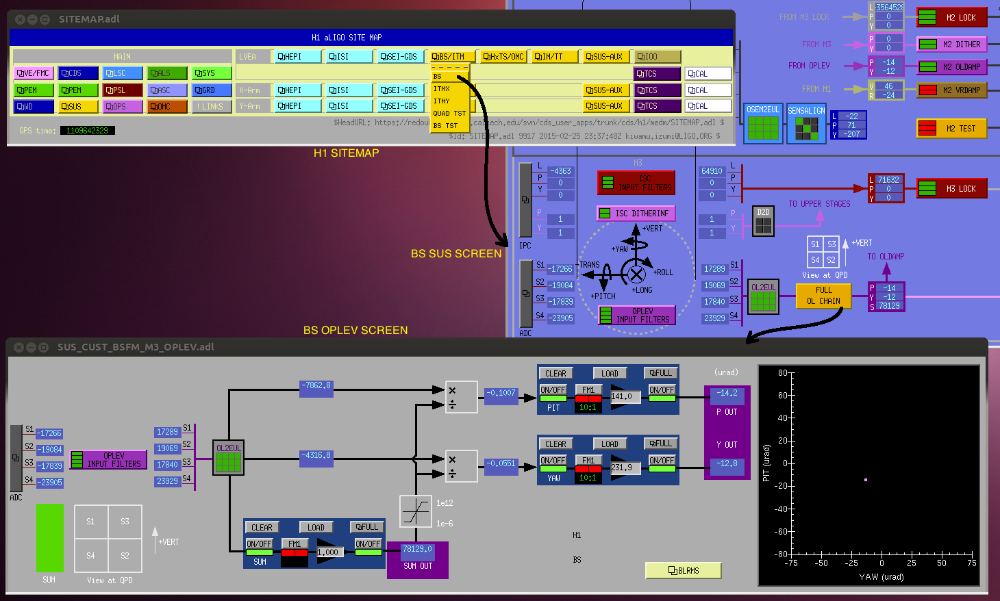 SITEMAP.adl
H1 aLIGO SITE MAP
MAIN
LVEA HEPI ISI SEI-GDS BS/ITM HxTS/OMC IM/TT SUS-AUX IOO
VE/FMC CDS LSC ALS SYS
TCS CAL
PEM PEM PSL ASC GRD
X-Arm HEPI ISI SEI-GDS SUS-AUX TCS CAL
WD SUS OPS OMC ! LINKS
Y-Arm HEPI ISI SEI-GDS SUS-AUX TCS CAL
BS
ITMX
ITMY
QUAD TST
BS TST
GPS time: 1109642329
$HeadURL: https://redou
.caltech.edu/svn/cds_user_apps/trunk/cds/h1/medm/SITEMAP.adl $
$Id: SITEMAP.adl 9917 2015-02-25 23:37:48Z kiwamu.izumi@LIGO.ORG $
H1 SITEMAP
BS SUS SCREEN
BS OPLEV SCREEN
FROM M3 LOCK
L
P 0
Y 0
M2 LOCK
FROM M3
P 0
Y 0
M2 DITHER
FROM OPLEV
P -14
Y -12
M2 OLDAMP
FROM M1
V 46
R -24
M2 VRDAMP
OSEM2EUL SENSALIGN
L -22
P 71
Y -207
M2 TEST
M3
L -4363
P 0
Y 0
P 1
Y 1
IPC
ISC
INPUT FILTERS
ISC DITHERINF
64910 L
0 P
0 Y
1 P
1 Y
L 71632
P 0
Y 0
M3 LOCK
D2D
TO UPPER STAGES
+VERT
+YAW
+TRANS
+ROLL
+PITCH
+LONG
S1 -17266
S2 -19084
S3 -17839
S4 -23905
ADC
OPLEV
INPUT FILTERS
17289 S1
19069 S2
17840 S3
23929 S4
OL2EUL
S1 S3
S4 S2
+VERT
View at QPD
FULL
OL CHAIN
TO OLDAMP
P -14
Y -12
S 78129
SUS_CUST_BSFM_M3_OPLEV.adl
S1 -17266
S2 -19084
S3 -17839
S4 -23905
ADC
OPLEV
INPUT FILTERS
17289 S1
19069 S2
17840 S3
23929 S4
OL2EUL
-7862.8
-4316.8
×
÷
×
÷
-0.1007
-0.0551
CLEAR LOAD FULL
ON/OFF FM1 141.0 ON/OFF
PIT 10:1
CLEAR LOAD FULL
ON/OFF FM1 231.9 ON/OFF
YAW 10:1
(urad)
-14.2
P OUT
Y OUT
-12.8
1e12
1e-6
CLEAR LOAD FULL
ON/OFF FM1 1.000 ON/OFF
SUM
78129.0
SUM OUT
SUM
S1 S3
S4 S2
+VERT
View at QPD
H1
BS
BLRMS
PIT (urad)
80
60
40
20
0
-20
-40
-60
-80
-75 -50 -25 0 25 50 75
YAW (urad)